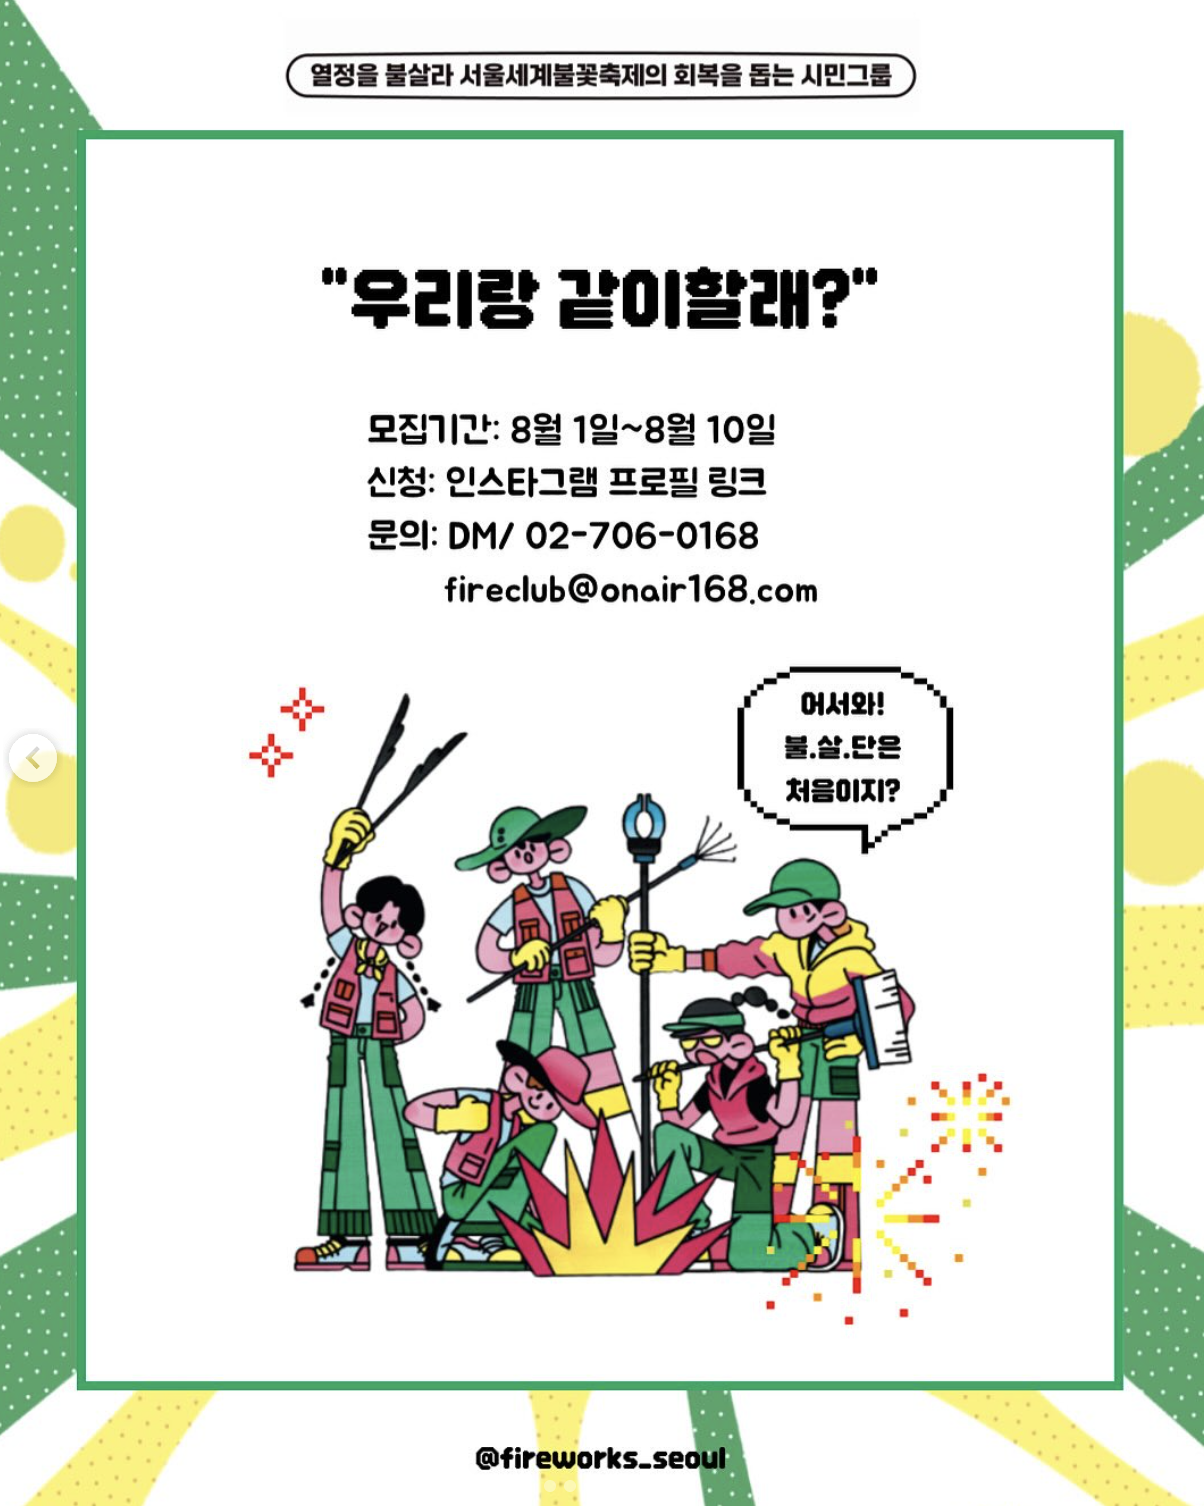 열정을 불살라 서울세계불꽃축제의 회복을 돕는 시민그룹
"우리랑 같이할래?"
모집기간: 8월 1일~8월 10일
신청: 인스타그램 프로필 링크
문의: DM/ 02-706-0168
fireclub@onair168.com
어서와!
불.살.단은
처음이지?
@fireworks_seoul